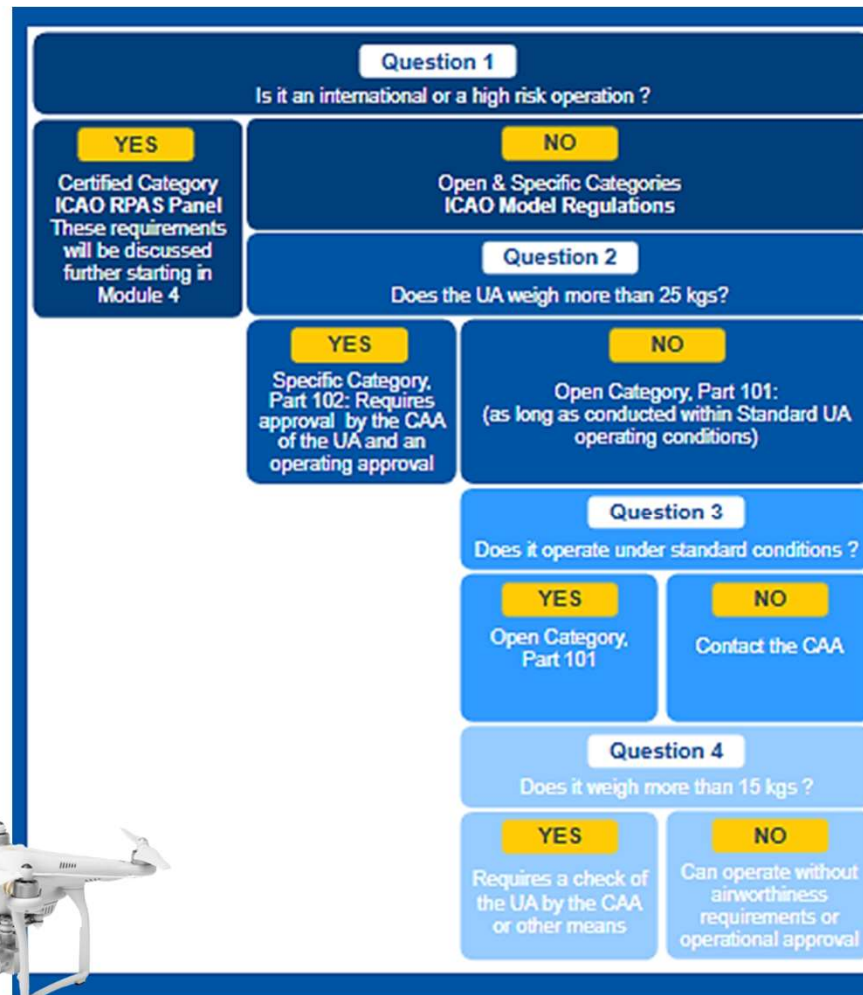 Question 1
Is it an international or a high risk operation ?
YES
Certified Category
ICAO RPAS Panel
These requirements
will be discussed
further starting in
Module 4
NO
Open & Specific Categories
ICAO Model Regulations
Question 2
Does the UA weigh more than 25 kgs?
YES
Specific Category,
Part 102: Requires
approval by the CAA
of the UA and an
operating approval
NO
Open Category, Part 101:
(as long as conducted within Standard UA
operating conditions)
Question 3
Does it operate under standard conditions ?
YES
Open Category,
Part 101
NO
Contact the CAA
Question 4
Does it weigh more than 15 kgs ?
YES
Requires a check of
the UA by the CAA
or other means
NO
Can operate without
airworthiness
requirements or
operational approval